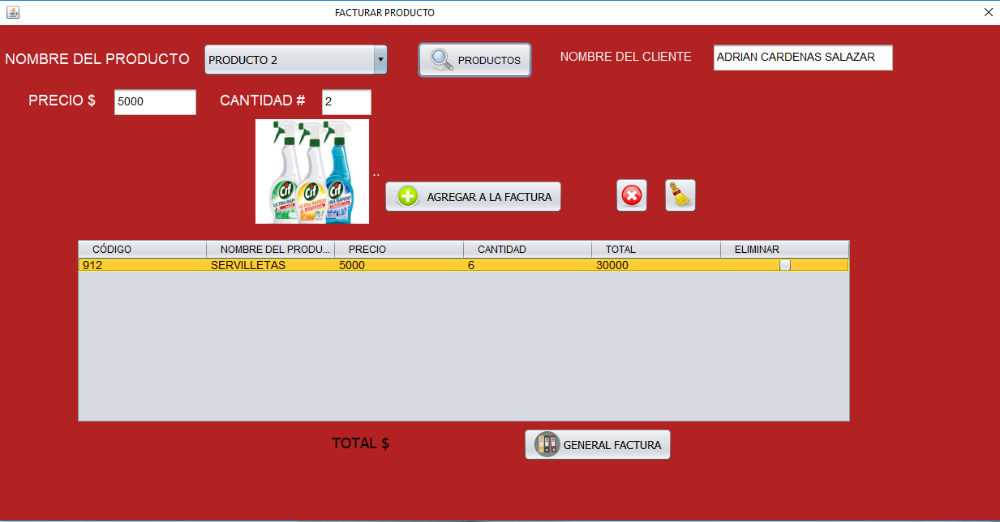 FACTURAR PRODUCTO
NOMBRE DEL PRODUCTO PRODUCTO 2 PRODUCTOS NOMBRE DEL CLIENTE ADRIAN CARDENAS SALAZAR
PRECIO $ 5000 CANTIDAD # 2
Cif Cif Cif
ULTRA RÁPIDO
..
AGREGAR A LA FACTURA
CÓDIGO NOMBRE DEL PRODU... PRECIO CANTIDAD TOTAL ELIMINAR
912 SERVILLETAS 5000 6 30000
TOTAL $ GENERAL FACTURA